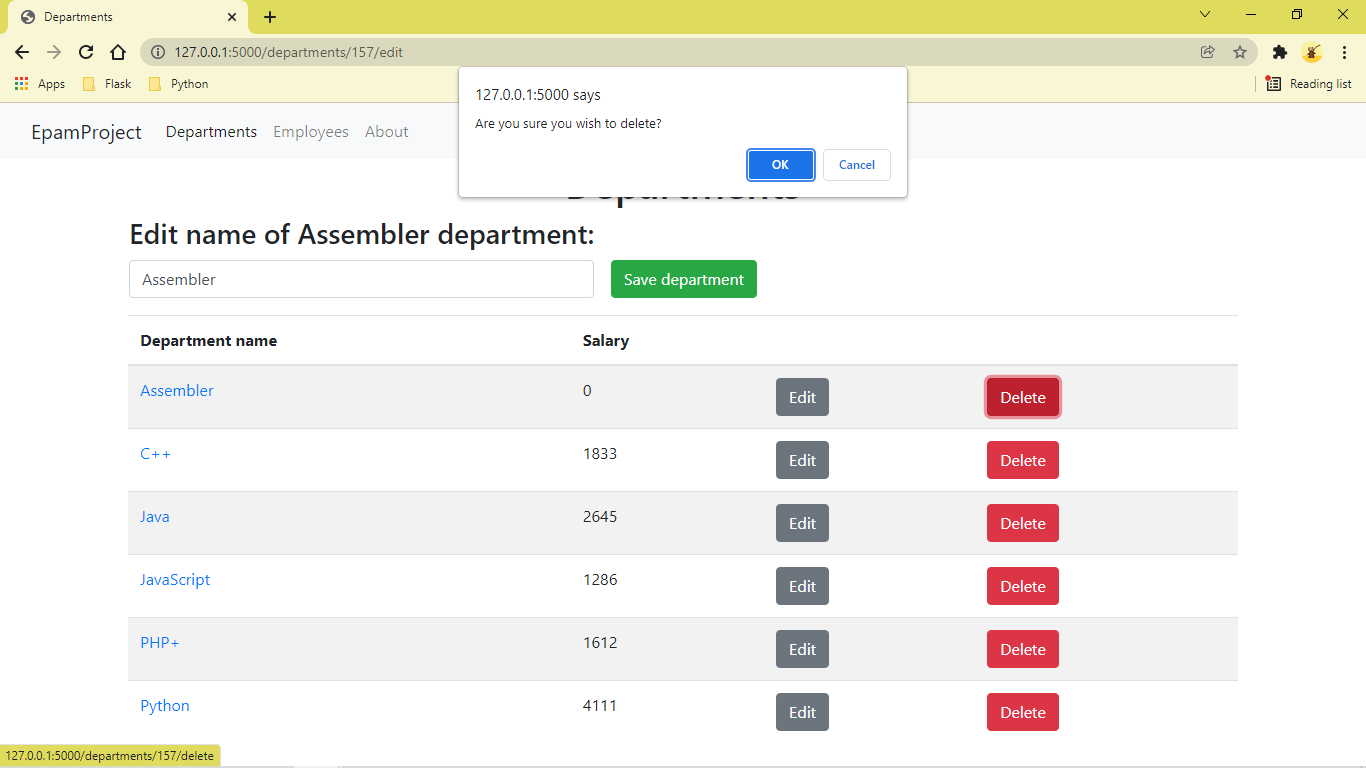 Departments
127.0.0.1:5000/departments/157/edit
Apps Flask Python Reading list
127.0.0.1:5000 says
Are you sure you wish to delete?
OK Cancel
EpamProject Departments Employees About
Departments
Edit name of Assembler department:
Assembler Save department
Department name Salary
Assembler 0 Edit Delete
C++ 1833 Edit Delete
Java 2645 Edit Delete
JavaScript 1286 Edit Delete
PHP+ 1612 Edit Delete
Python 4111 Edit Delete
127.0.0.1:5000/departments/157/delete